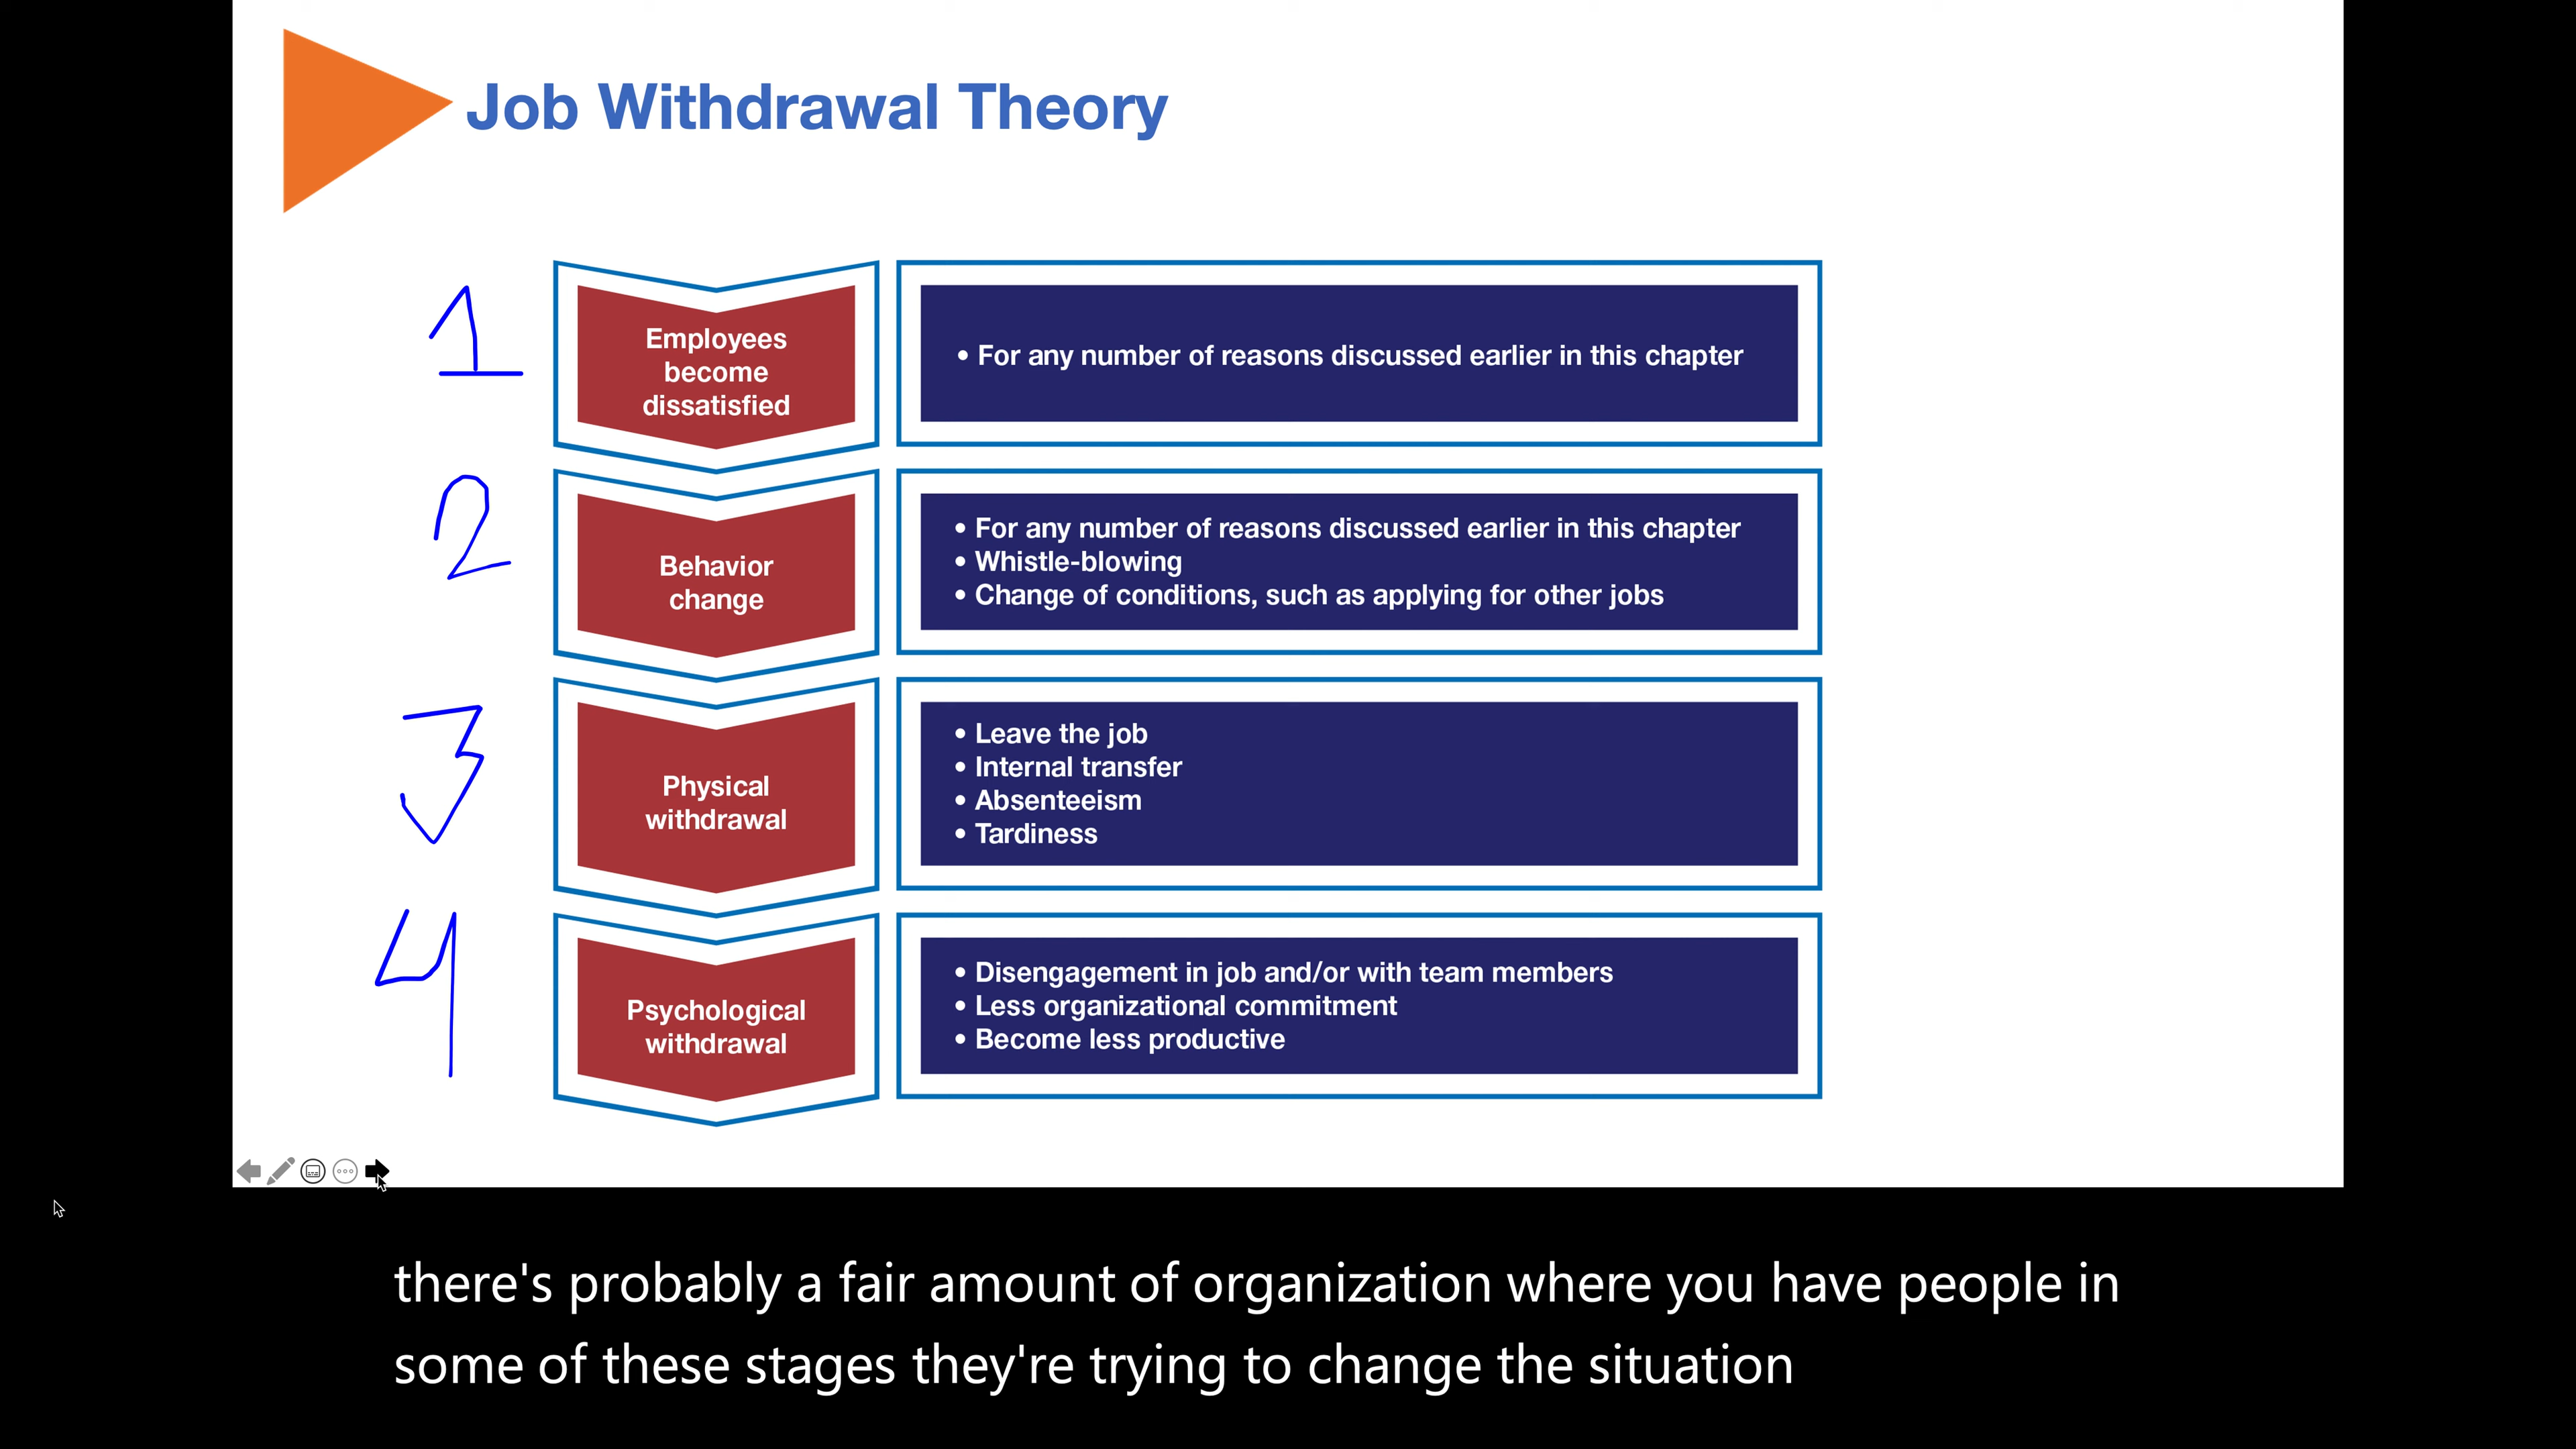 Job Withdrawal Theory
1
Employees
become
dissatisfied
• For any number of reasons discussed earlier in this chapter
2
Behavior
change
• For any number of reasons discussed earlier in this chapter
• Whistle-blowing
• Change of conditions, such as applying for other jobs
3
Physical
withdrawal
• Leave the job
• Internal transfer
• Absenteeism
• Tardiness
4
Psychological
withdrawal
• Disengagement in job and/or with team members
• Less organizational commitment
• Become less productive
there's probably a fair amount of organization where you have people in
some of these stages they're trying to change the situation